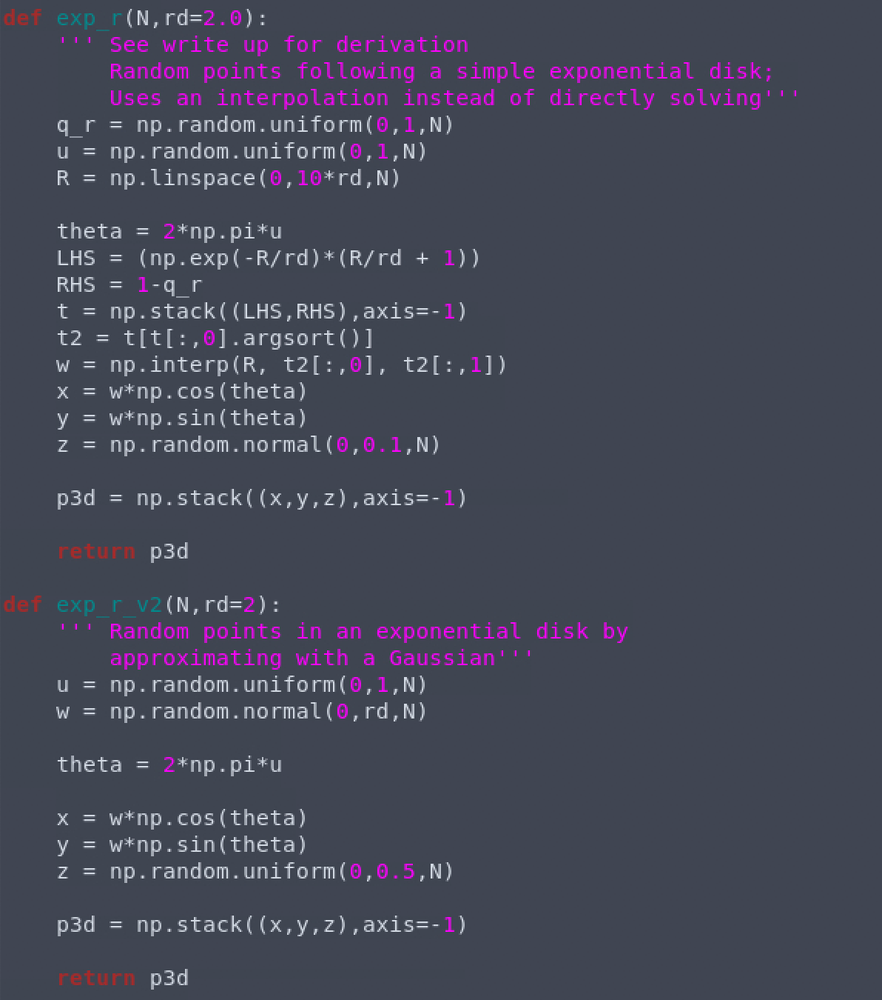 def exp_r(N,rd=2.0):
    ''' See write up for derivation
        Random points following a simple exponential disk;
        Uses an interpolation instead of directly solving'''
    q_r = np.random.uniform(0,1,N)
    u = np.random.uniform(0,1,N)
    R = np.linspace(0,10*rd,N)

    theta = 2*np.pi*u
    LHS = (np.exp(-R/rd)*(R/rd + 1))
    RHS = 1-q_r
    t = np.stack((LHS,RHS),axis=-1)
    t2 = t[t[:,0].argsort()]
    w = np.interp(R, t2[:,0], t2[:,1])
    x = w*np.cos(theta)
    y = w*np.sin(theta)
    z = np.random.normal(0,0.1,N)

    p3d = np.stack((x,y,z),axis=-1)

    return p3d

def exp_r_v2(N,rd=2):
    ''' Random points in an exponential disk by
        approximating with a Gaussian'''
    u = np.random.uniform(0,1,N)
    w = np.random.normal(0,rd,N)

    theta = 2*np.pi*u

    x = w*np.cos(theta)
    y = w*np.sin(theta)
    z = np.random.uniform(0,0.5,N)

    p3d = np.stack((x,y,z),axis=-1)

    return p3d